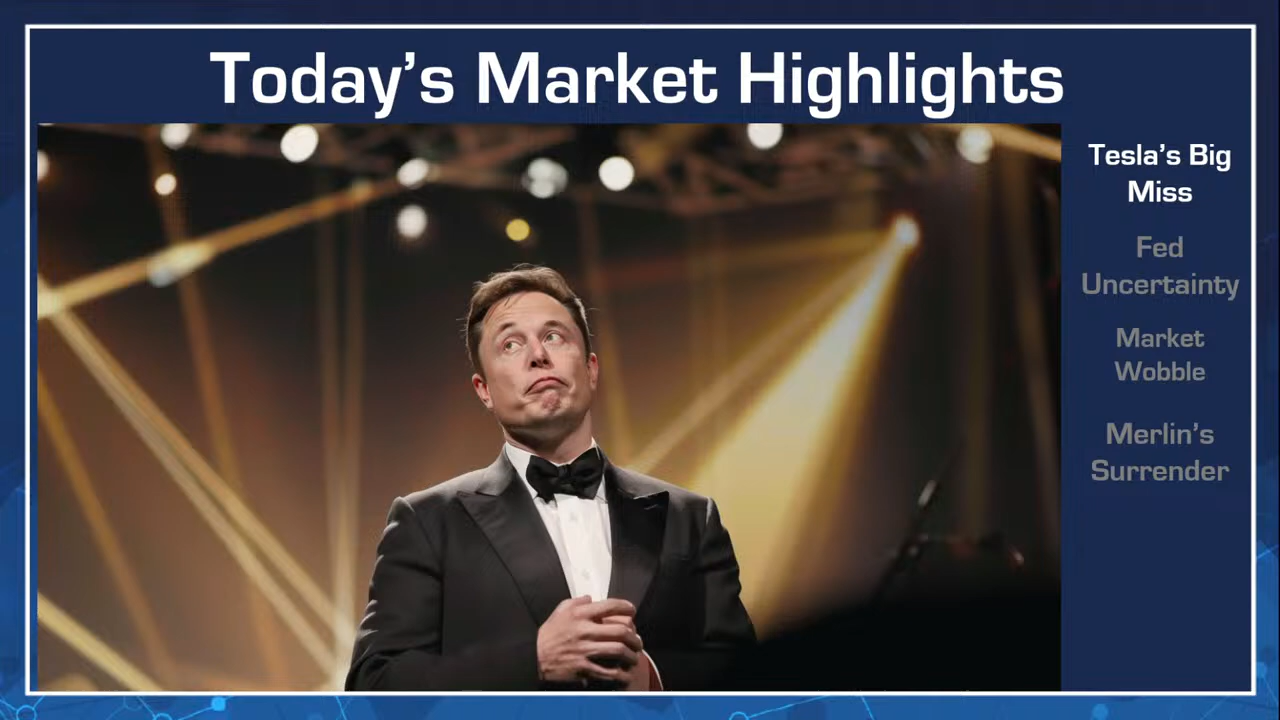 Today’s Market Highlights
Tesla’s Big
Miss
Fed
Uncertainty
Market
Wobble
Merlin’s
Surrender